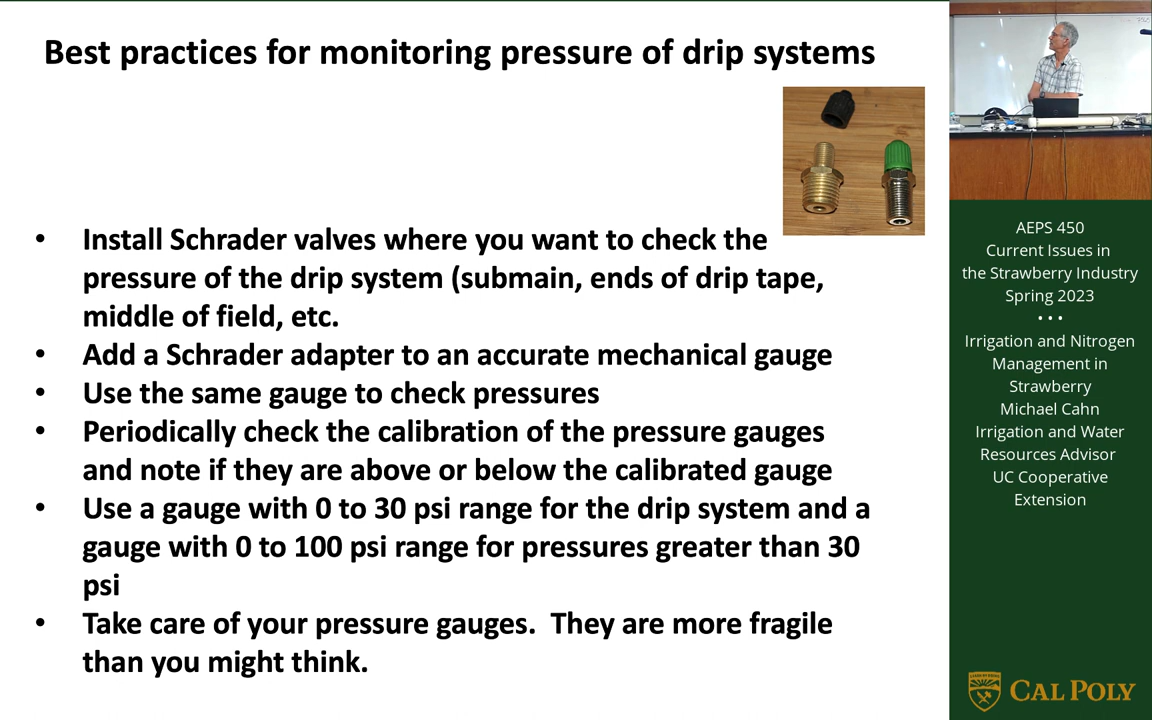 Best practices for monitoring pressure of drip systems
• Install Schrader valves where you want to check the
pressure of the drip system (submain, ends of drip tape,
middle of field, etc.
• Add a Schrader adapter to an accurate mechanical gauge
• Use the same gauge to check pressures
• Periodically check the calibration of the pressure gauges
and note if they are above or below the calibrated gauge
• Use a gauge with 0 to 30 psi range for the drip system and a
gauge with 0 to 100 psi range for pressures greater than 30
psi
• Take care of your pressure gauges.  They are more fragile
than you might think.
AEPS 450
Current Issues in
the Strawberry Industry
Spring 2023
• • •
Irrigation and Nitrogen
Management in
Strawberry
Michael Cahn
Irrigation and Water
Resources Advisor
UC Cooperative
Extension
CAL POLY